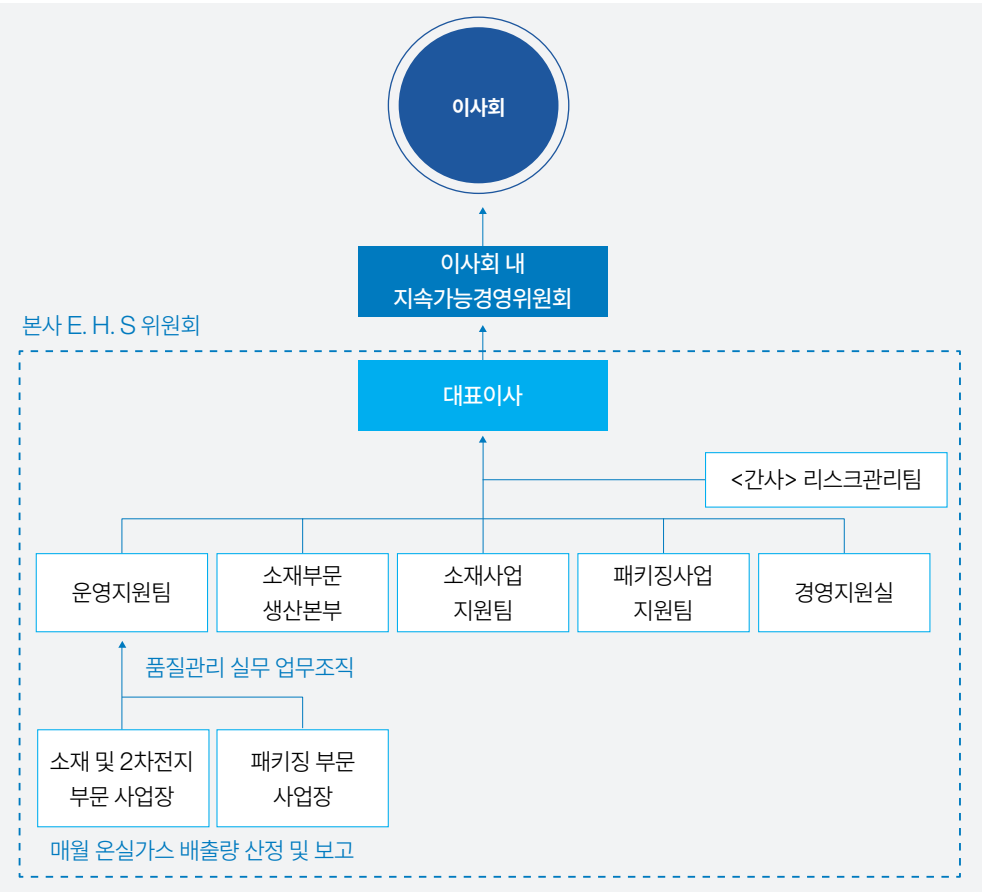 이사회
이사회 내
지속가능경영위원회
본사 E. H. S 위원회
대표이사
<간사> 리스크관리팀
운영지원팀
소재부문
생산본부
소재사업
지원팀
패키징사업
지원팀
경영지원실
품질관리 실무 업무조직
소재 및 2차전지
부문 사업장
패키징 부문
사업장
매월 온실가스 배출량 산정 및 보고